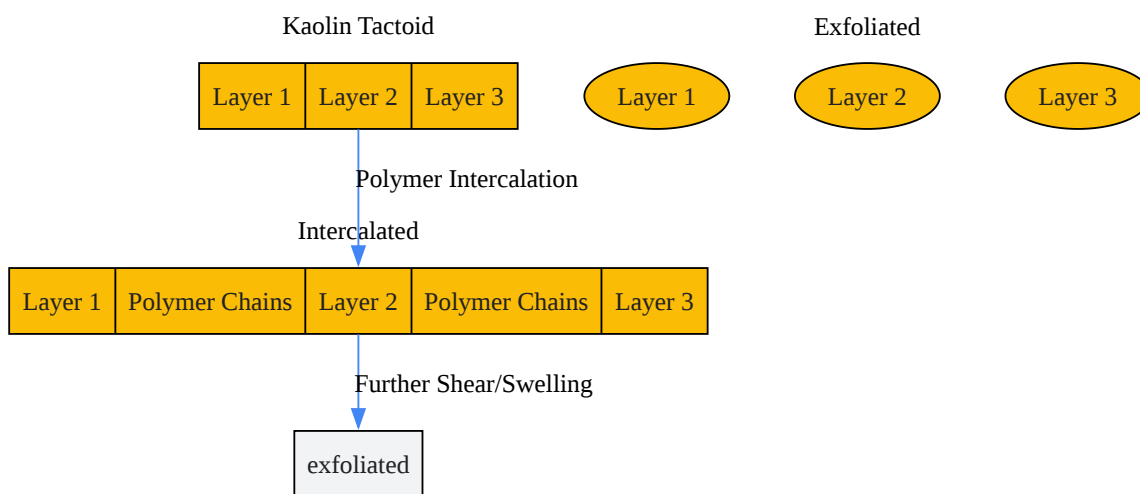 Kaolin Tactoid
Exfoliated
Layer 1 Layer 2 Layer 3 Layer 1 Layer 2 Layer 3
Polymer Intercalation
Intercalated
Layer 1 Polymer Chains Layer 2 Polymer Chains Layer 3
Further Shear/Swelling
exfoliated